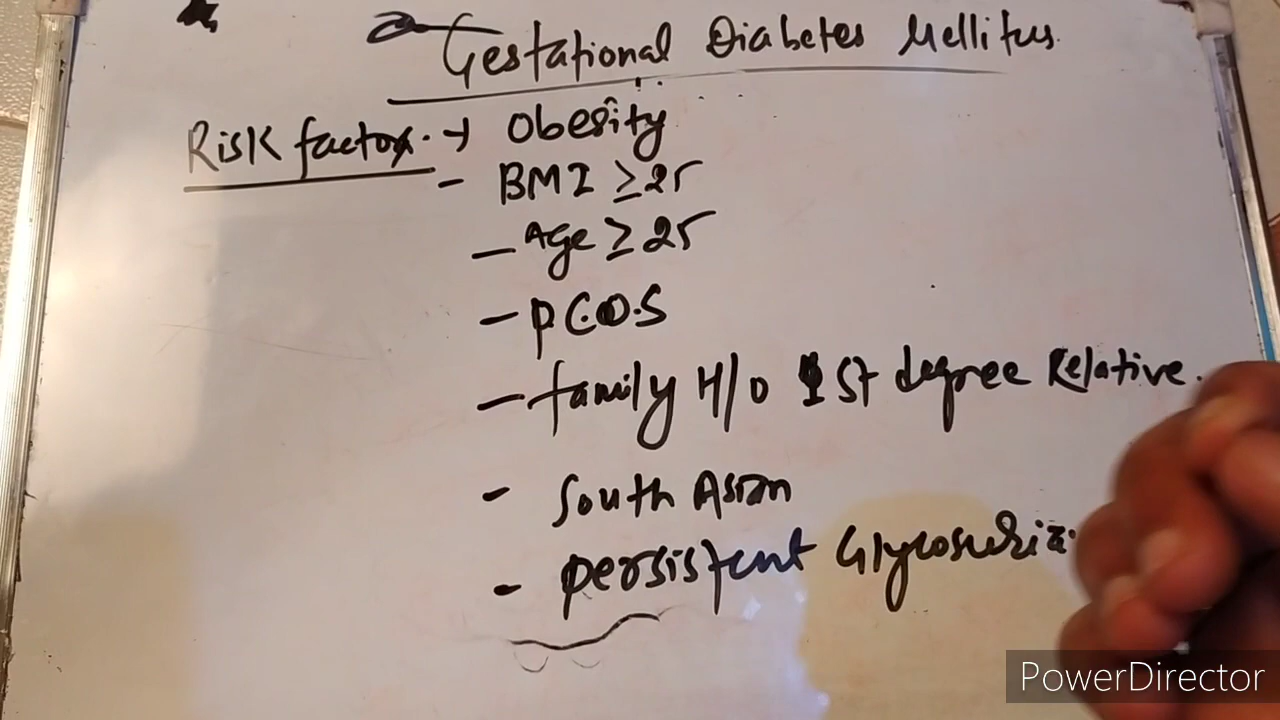 Gestational Diabetes Mellitus
Risk factor. → Obesity
- BMI ≥ 25
- Age ≥ 25
- P.C.O.S
- family H/O 1st degree Relative.
- South Asian
- persistent Glycosuria.
PowerDirector